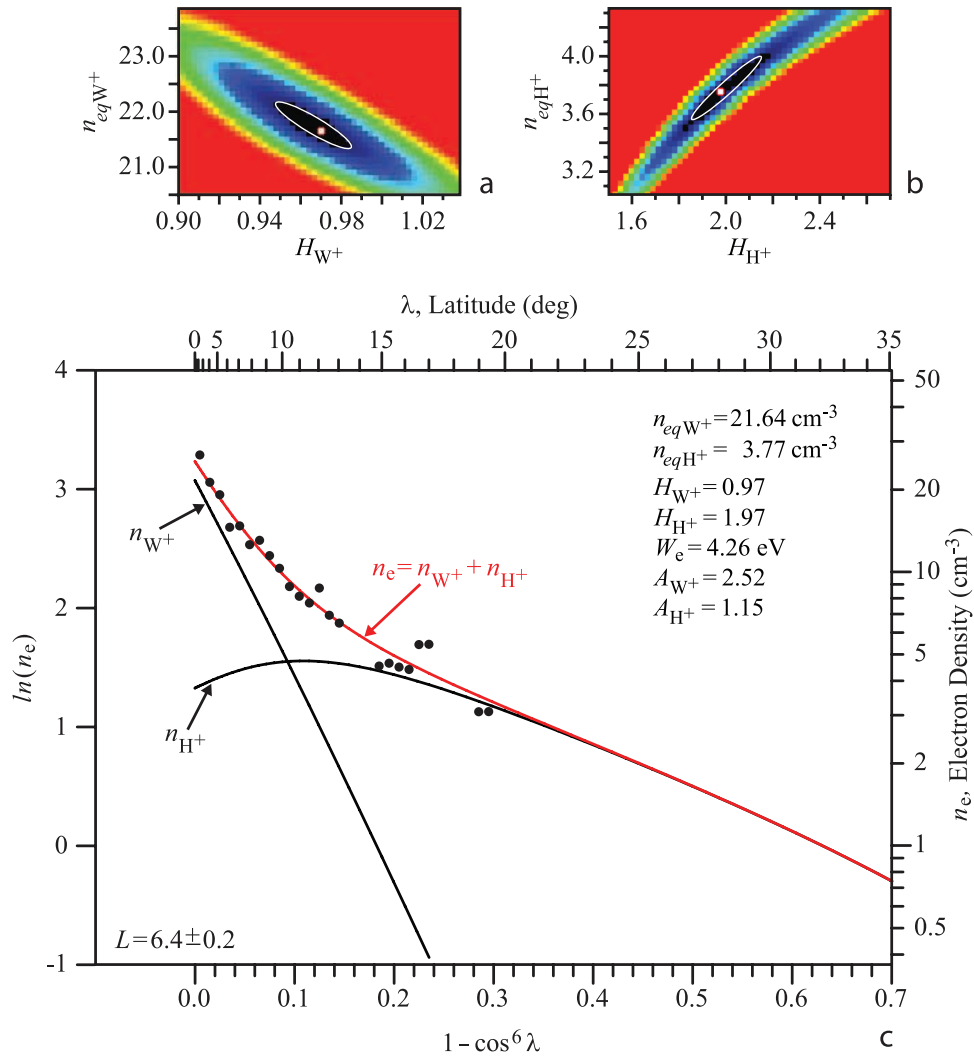 23.0
22.0
21.0
n_eqW+
0.90 0.94 0.98 1.02
H_W+
a
4.0
3.6
3.2
n_eqH+
1.6 2.0 2.4
H_H+
b
λ, Latitude (deg)
0 5 10 15 20 25 30 35
4
3
2
1
0
-1
ln(n_e)
50
20
10
5
2
1
0.5
n_e, Electron Density (cm-3)
n_eqW+ = 21.64 cm-3
n_eqH+ = 3.77 cm-3
H_W+ = 0.97
H_H+ = 1.97
W_e = 4.26 eV
A_W+ = 2.52
A_H+ = 1.15
n_W+
n_e = n_W+ + n_H+
n_H+
L = 6.4 ± 0.2
0.0 0.1 0.2 0.3 0.4 0.5 0.6 0.7
1 - cos^6 λ
c